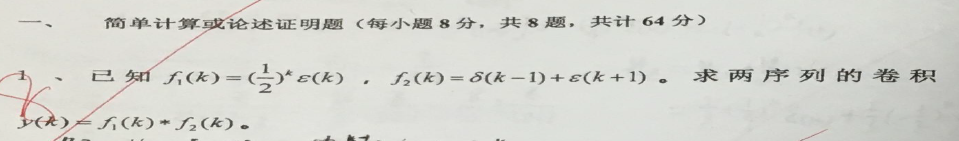 一、 简单计算或论述证明题（每小题 8 分，共 8 题，共计 64 分）
1、已知 f₁(k)=(1/2)ᵏε(k)，f₂(k)=δ(k−1)+ε(k+1)。求两序列的卷积
y(k)=f₁(k)*f₂(k)。